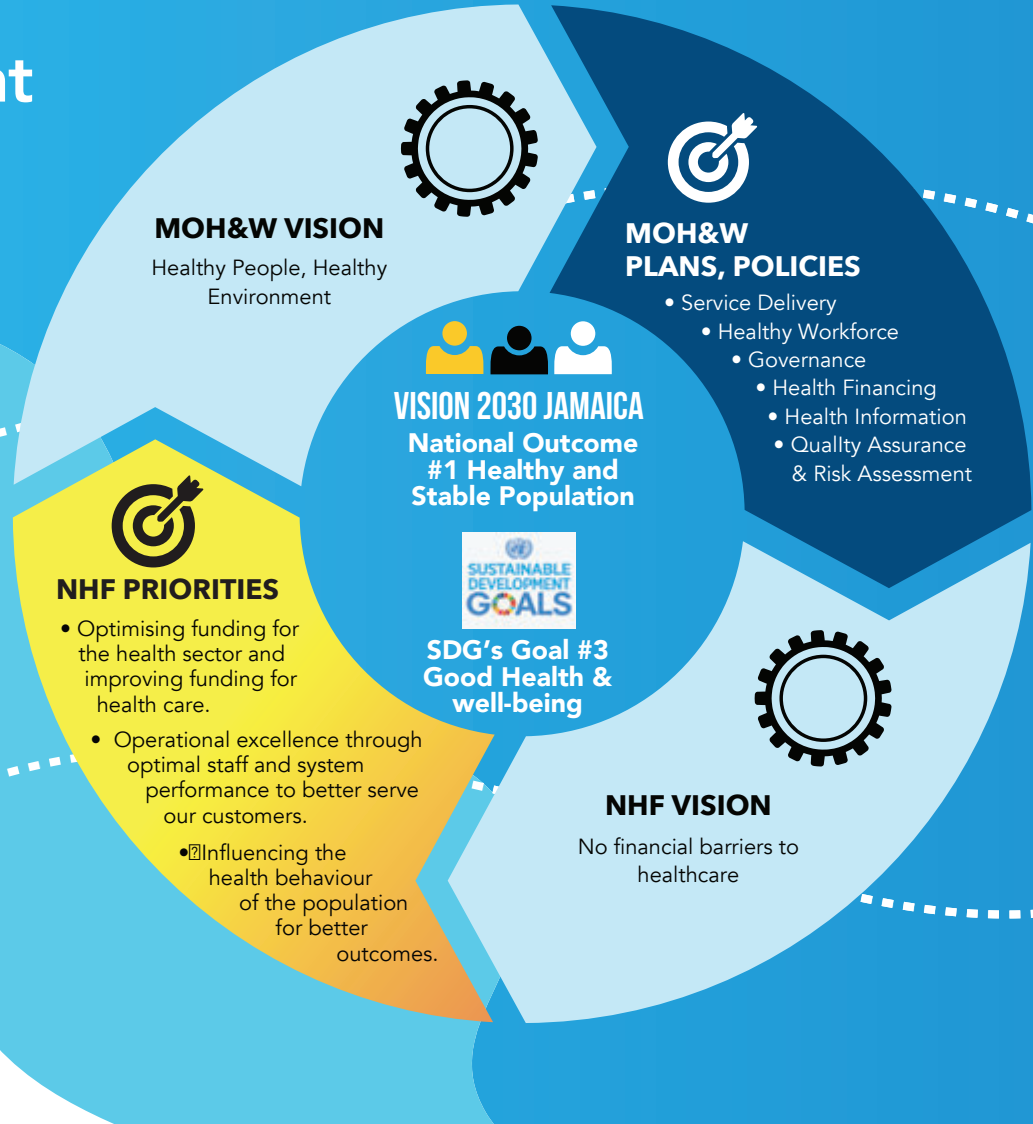 nt
MOH&W VISION
Healthy People, Healthy
Environment
MOH&W
PLANS, POLICIES
• Service Delivery
• Healthy Workforce
• Governance
• Health Financing
• Health Information
• Quallty Assurance
& Risk Assessment
VISION 2030 JAMAICA
National Outcome
#1 Healthy and
Stable Population
SUSTAINABLE
DEVELOPMENT
GOALS
SDG's Goal #3
Good Health &
well-being
NHF PRIORITIES
• Optimising funding for
the health sector and
improving funding for
health care.
• Operational excellence through
optimal staff and system
performance to better serve
our customers.
•⍰Influencing the
health behaviour
of the population
for better
outcomes.
NHF VISION
No financial barriers to
healthcare